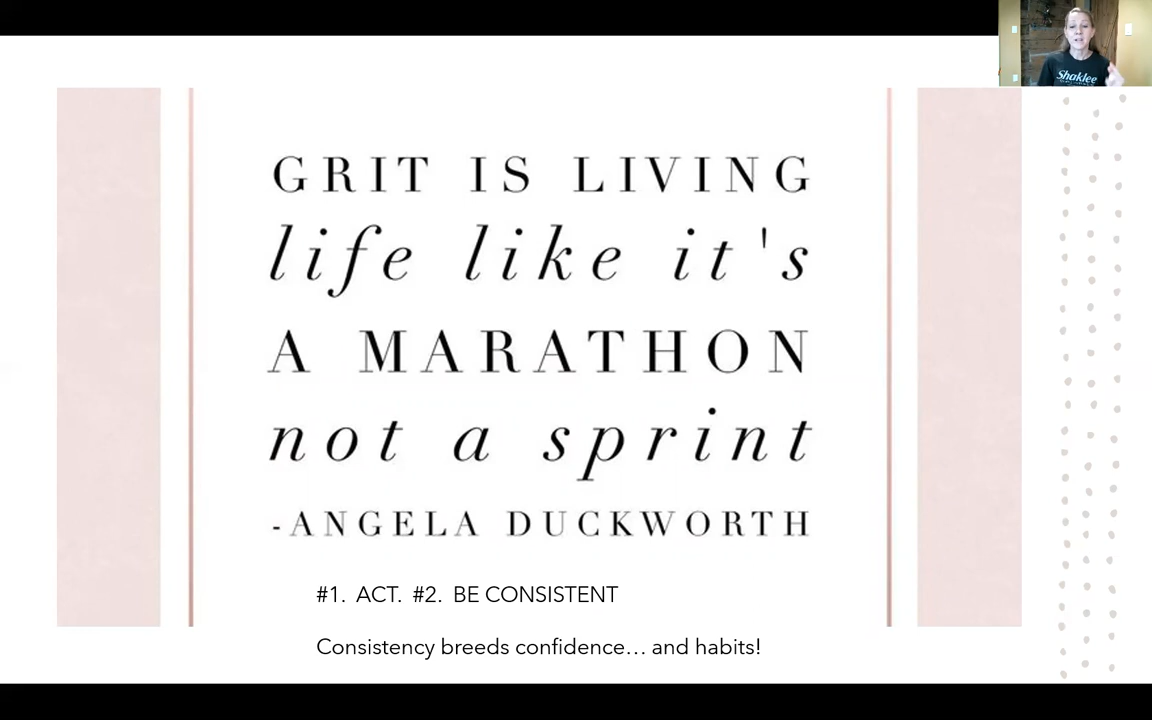 Shaklee
GRIT IS LIVING
life like it's
A MARATHON
not a sprint
-ANGELA DUCKWORTH
#1. ACT. #2. BE CONSISTENT
Consistency breeds confidence... and habits!